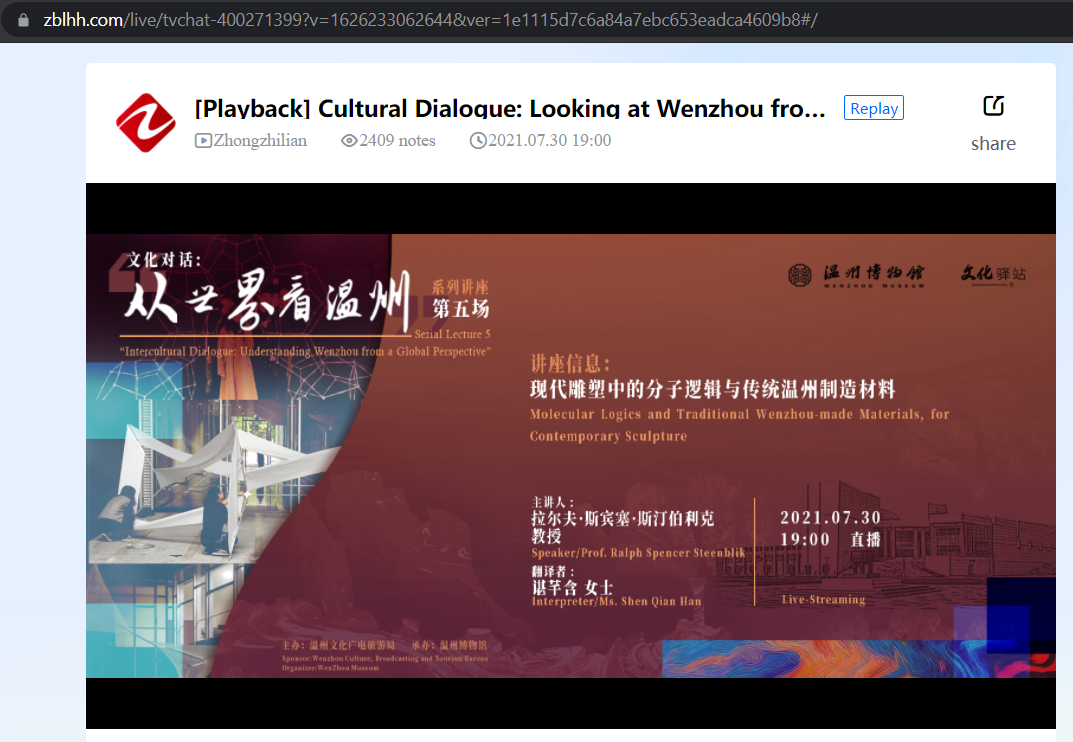 zblhh.com/live/tvchat-400271399?v=1626233062644&ver=1e1115d7c6a84a7ebc653eadca4609b8#/
[Playback] Cultural Dialogue: Looking at Wenzhou fro...
Replay
Zhongzhilian
2409 notes
2021.07.30 19:00
share
文化对话:
从世界看温州
系列讲座
第五场
Serial Lecture 5
“Intercultural Dialogue: Understanding Wenzhou from a Global Perspective”
温州博物馆
WENZHOU MUSEUM
文化驿站
讲座信息:
现代雕塑中的分子逻辑与传统温州制造材料
Molecular Logics and Traditional Wenzhou-made Materials, for
Contemporary Sculpture
主讲人:
拉尔夫·斯宾塞·斯汀伯利克
教授
Speaker/Prof. Ralph Spencer Steenblik
翻译者:
谌芊含 女士
Interpreter/Ms. Shen Qian Han
2021.07.30
19:00 直播
Live-Streaming
主办: 温州文化广电旅游局 承办: 温州博物馆
Sponsor:Wenzhou Culture, Broadcasting and Tourism Bureau
Organizer:WenZhou Museum